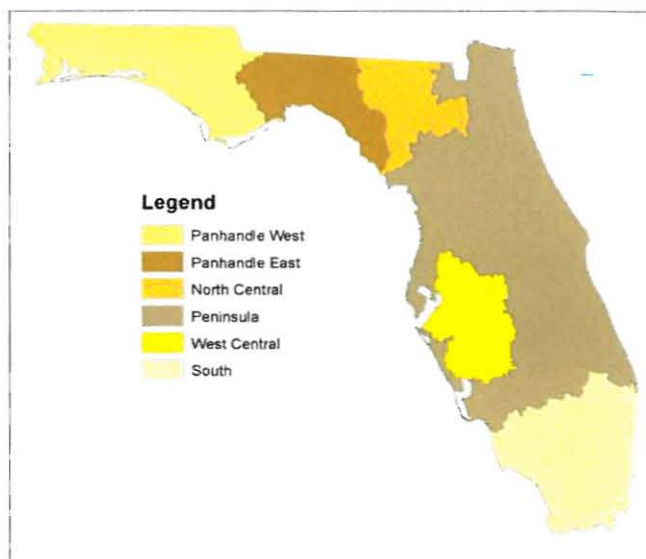 Legend
Panhandle West
Panhandle East
North Central
Peninsula
West Central
South